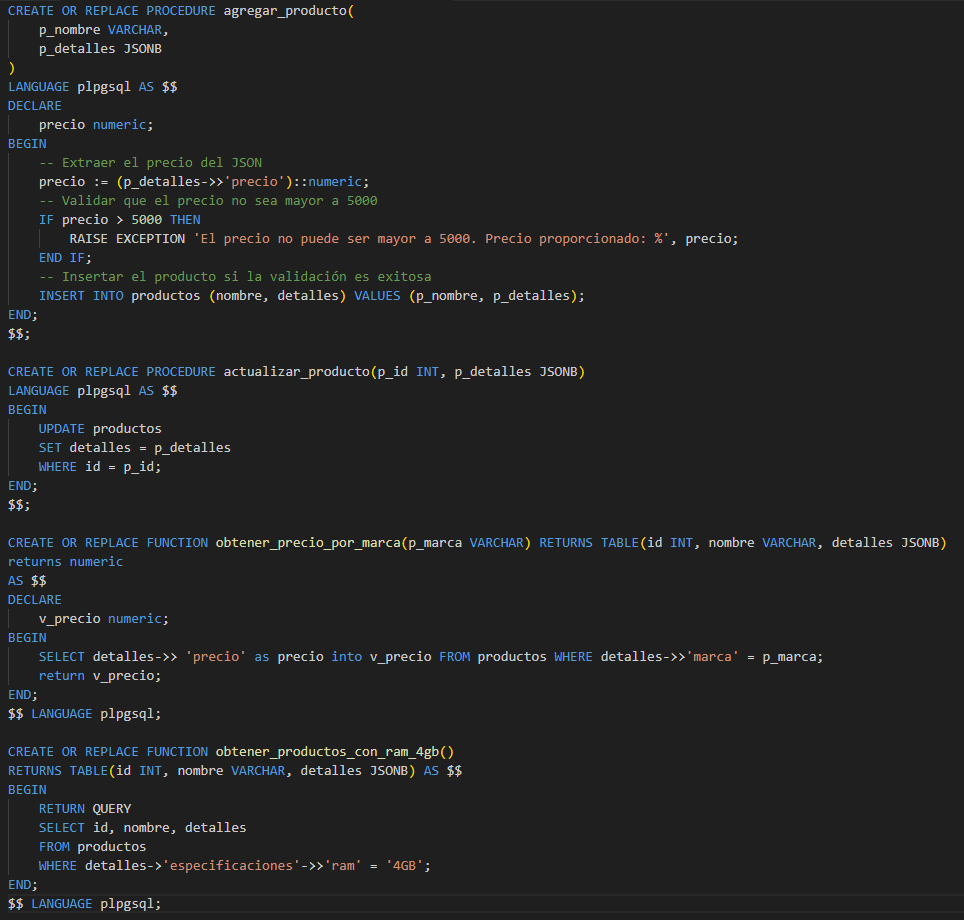 CREATE OR REPLACE PROCEDURE agregar_producto(
    p_nombre VARCHAR,
    p_detalles JSONB
)
LANGUAGE plpgsql AS $$
DECLARE
    precio numeric;
BEGIN
    -- Extraer el precio del JSON
    precio := (p_detalles->>'precio')::numeric;
    -- Validar que el precio no sea mayor a 5000
    IF precio > 5000 THEN
        RAISE EXCEPTION 'El precio no puede ser mayor a 5000. Precio proporcionado: %', precio;
    END IF;
    -- Insertar el producto si la validación es exitosa
    INSERT INTO productos (nombre, detalles) VALUES (p_nombre, p_detalles);
END;
$$;

CREATE OR REPLACE PROCEDURE actualizar_producto(p_id INT, p_detalles JSONB)
LANGUAGE plpgsql AS $$
BEGIN
    UPDATE productos
    SET detalles = p_detalles
    WHERE id = p_id;
END;
$$;

CREATE OR REPLACE FUNCTION obtener_precio_por_marca(p_marca VARCHAR) RETURNS TABLE(id INT, nombre VARCHAR, detalles JSONB)
returns numeric
AS $$
DECLARE
    v_precio numeric;
BEGIN
    SELECT detalles->> 'precio' as precio into v_precio FROM productos WHERE detalles->>'marca' = p_marca;
    return v_precio;
END;
$$ LANGUAGE plpgsql;

CREATE OR REPLACE FUNCTION obtener_productos_con_ram_4gb()
RETURNS TABLE(id INT, nombre VARCHAR, detalles JSONB) AS $$
BEGIN
    RETURN QUERY
    SELECT id, nombre, detalles
    FROM productos
    WHERE detalles->'especificaciones'->>'ram' = '4GB';
END;
$$ LANGUAGE plpgsql;